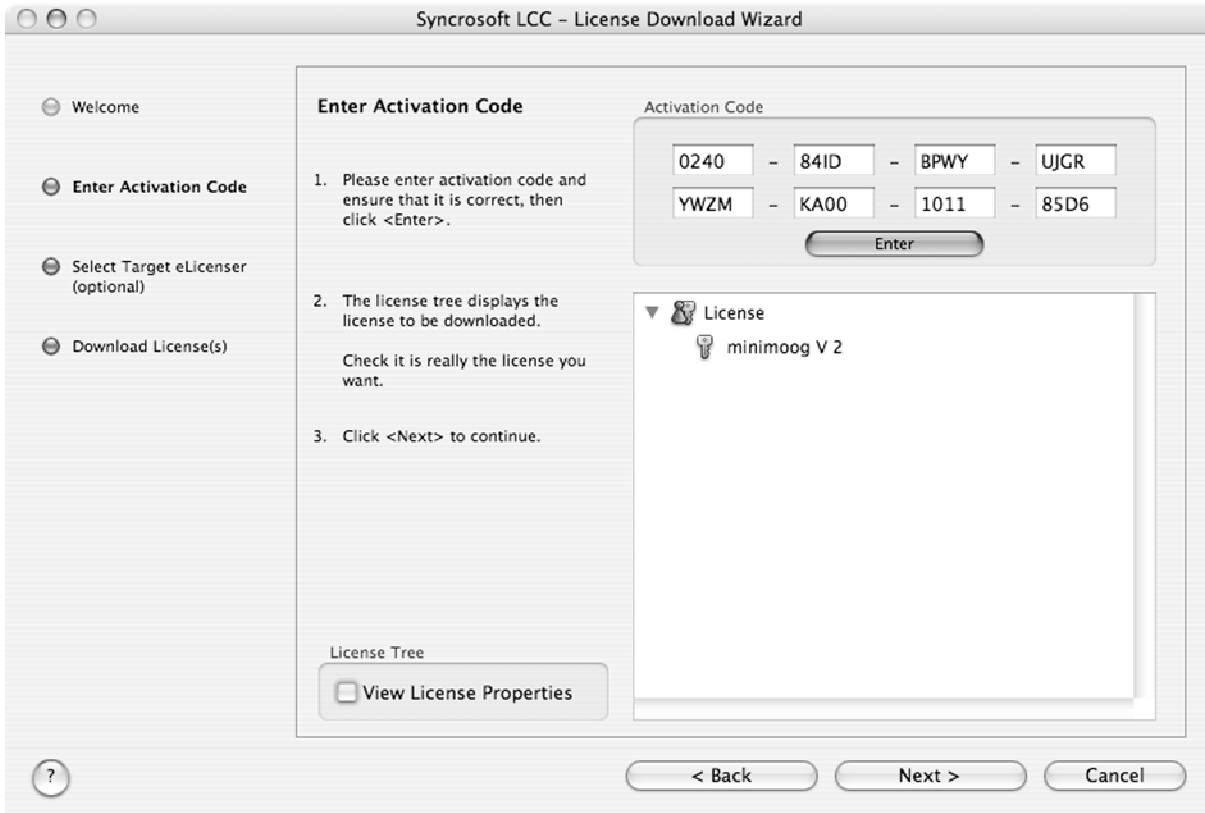 Syncrosoft LCC – License Download Wizard
Welcome
Enter Activation Code
Select Target eLicenser
(optional)
Download License(s)
Enter Activation Code
1. Please enter activation code and
ensure that it is correct, then
click <Enter>.
2. The license tree displays the
license to be downloaded.
Check it is really the license you
want.
3. Click <Next> to continue.
License Tree
View License Properties
Activation Code
0240 – 84ID – BPWY – UJGR
YWZM – KA00 – 1011 – 85D6
Enter
License
minimoog V 2
?
< Back
Next >
Cancel